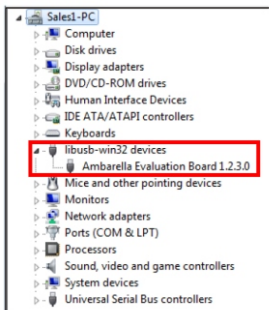 Sales1-PC
Computer
Disk drives
Display adapters
DVD/CD-ROM drives
Human Interface Devices
IDE ATA/ATAPI controllers
Keyboards
libusb-win32 devices
Ambarella Evaluation Board 1.2.3.0
Mice and other pointing devices
Monitors
Network adapters
Ports (COM & LPT)
Processors
Sound, video and game controllers
System devices
Universal Serial Bus controllers